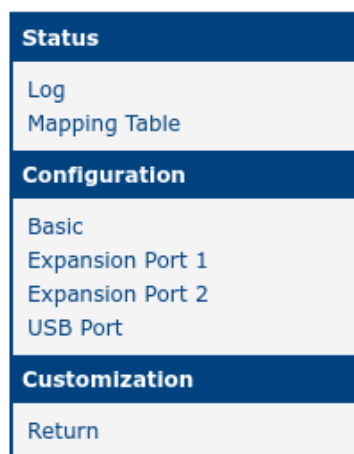 Status
Log
Mapping Table
Configuration
Basic
Expansion Port 1
Expansion Port 2
USB Port
Customization
Return